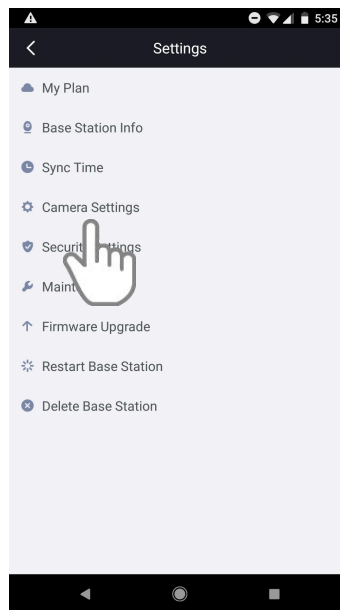 5:35
Settings
My Plan
Base Station Info
Sync Time
Camera Settings
Firmware Upgrade
Restart Base Station
Delete Base Station